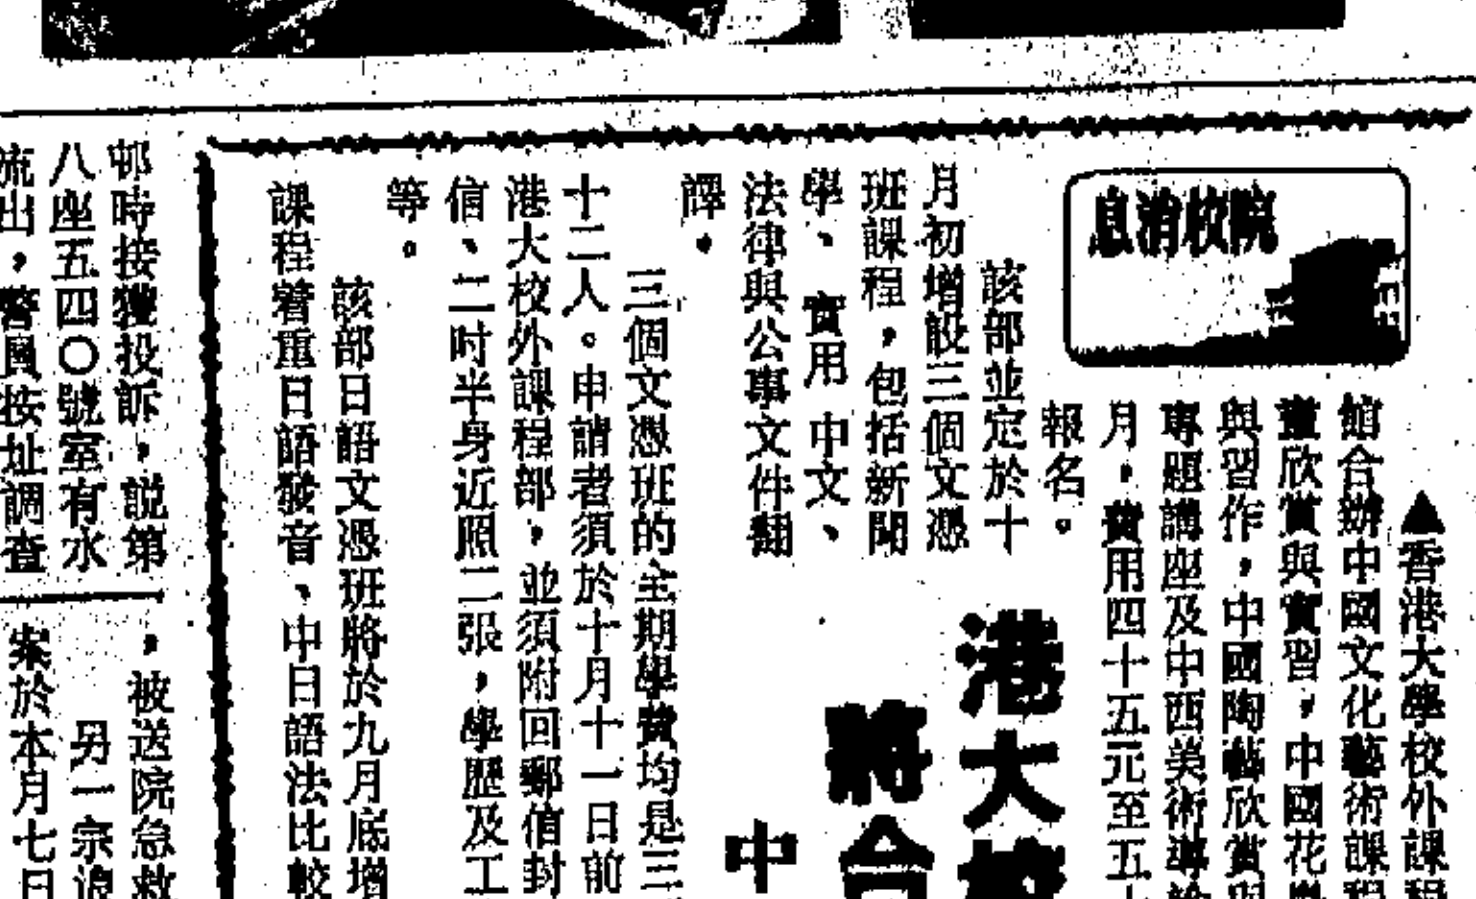 院校消息
▲香港大學校外課程
館合辦中國文化藝術課程
畫欣賞與實習，中國花
與習作，中國陶藝欣賞與
專題講座及中西美術導論
月，費用四十五元至五十
報名。
港大校
將合
中
該部並定於十
月初增設三個文憑
班課程，包括新聞
學、實用中文、
法律與公事文件翻
譯。
三個文憑班的全期學費均是三
十二人。申請者須於十月十一日前
港大校外課程部，並須附回郵信封
信、二吋半身近照二張，學歷及工
等。
該部日語文憑班將於九月底增
課程着重日語發音、中日語法比較
邨時接獲投訴，說第
八座五四〇號室有水
流出，警員按址調查
，被送院急救
另一宗浪
案於本月七日